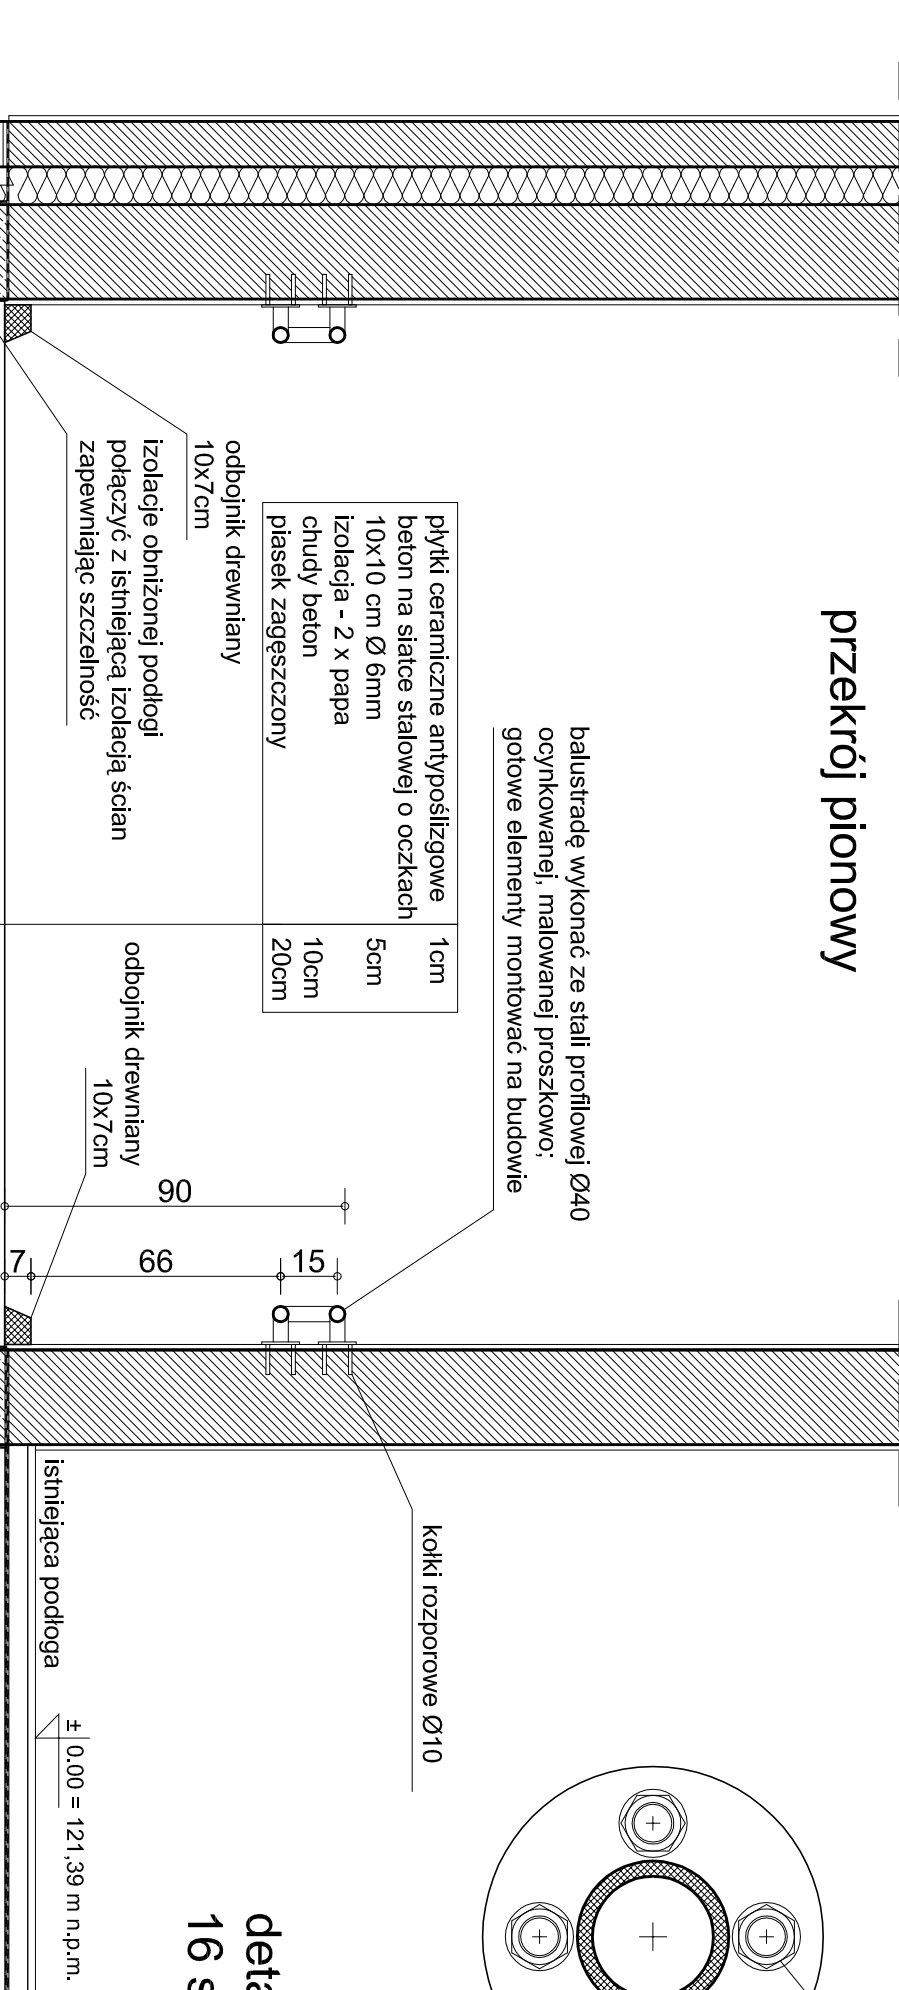 przekrój pionowy
balustradę wykonać ze stali profilowej Ø40
ocynkowanej, malowanej proszkowo;
gotowe elementy montować na budowie
płytki ceramiczne antypoślizgowe 1cm
beton na siatce stalowej o oczkach
10x10 cm Ø 6mm 5cm
izolacja - 2 x papa
chudy beton 10cm
piasek zagęszczony 20cm
odbojnik drewniany
10x7cm
izolacje obniżonej podłogi
połączyć z istniejącą izolacją ścian
zapewniając szczelność
odbojnik drewniany
10x7cm
90
15
66
7
kołki rozporowe Ø10
istniejąca podłoga
± 0.00 = 121,39 m n.p.m.
16